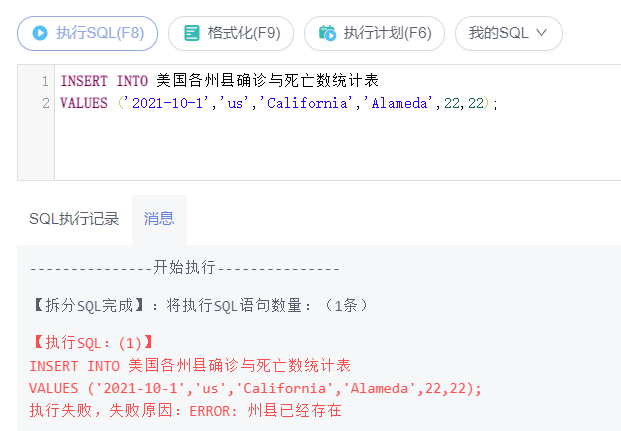 执行SQL(F8) 格式化(F9) 执行计划(F6) 我的SQL
1 INSERT INTO 美国各州县确诊与死亡数统计表
2 VALUES ('2021-10-1','us','California','Alameda',22,22);
SQL执行记录 消息
---------------开始执行---------------
【拆分SQL完成】：将执行SQL语句数量：（1条）
【执行SQL：(1)】
INSERT INTO 美国各州县确诊与死亡数统计表
VALUES ('2021-10-1','us','California','Alameda',22,22);
执行失败，失败原因：ERROR: 州县已经存在